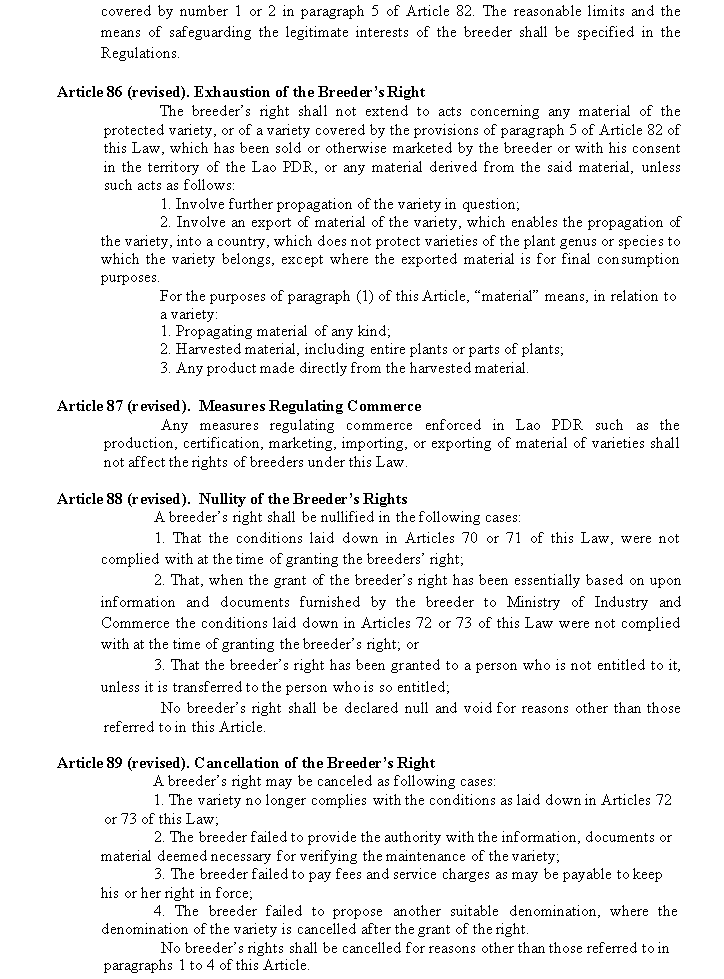 covered by number 1 or 2 in paragraph 5 of Article 82. The reasonable limits and the
means of safeguarding the legitimate interests of the breeder shall be specified in the
Regulations.
Article 86 (revised). Exhaustion of the Breeder's Right
The breeder's right shall not extend to acts concerning any material of the
protected variety, or of a variety covered by the provisions of paragraph 5 of Article 82 of
this Law, which has been sold or otherwise marketed by the breeder or with his consent
in the territory of the Lao PDR, or any material derived from the said material, unless
such acts as follows:
1. Involve further propagation of the variety in question;
2. Involve an export of material of the variety, which enables the propagation of
the variety, into a country, which does not protect varieties of the plant genus or species to
which the variety belongs, except where the exported material is for final consumption
purposes.
For the purposes of paragraph (1) of this Article, “material” means, in relation to
a variety:
1. Propagating material of any kind;
2. Harvested material, including entire plants or parts of plants;
3. Any product made directly from the harvested material.
Article 87 (revised). Measures Regulating Commerce
Any measures regulating commerce enforced in Lao PDR such as the
production, certification, marketing, importing, or exporting of material of varieties shall
not affect the rights of breeders under this Law.
Article 88 (revised). Nullity of the Breeder's Rights
A breeder's right shall be nullified in the following cases:
1. That the conditions laid down in Articles 70 or 71 of this Law, were not
complied with at the time of granting the breeders' right;
2. That, when the grant of the breeder's right has been essentially based on upon
information and documents furnished by the breeder to Ministry of Industry and
Commerce the conditions laid down in Articles 72 or 73 of this Law were not complied
with at the time of granting the breeder's right; or
3. That the breeder's right has been granted to a person who is not entitled to it,
unless it is transferred to the person who is so entitled;
No breeder's right shall be declared null and void for reasons other than those
referred to in this Article.
Article 89 (revised). Cancellation of the Breeder's Right
A breeder's right may be canceled as following cases:
1. The variety no longer complies with the conditions as laid down in Articles 72
or 73 of this Law;
2. The breeder failed to provide the authority with the information, documents or
material deemed necessary for verifying the maintenance of the variety;
3. The breeder failed to pay fees and service charges as may be payable to keep
his or her right in force;
4. The breeder failed to propose another suitable denomination, where the
denomination of the variety is cancelled after the grant of the right.
No breeder's rights shall be cancelled for reasons other than those referred to in
paragraphs 1 to 4 of this Article.